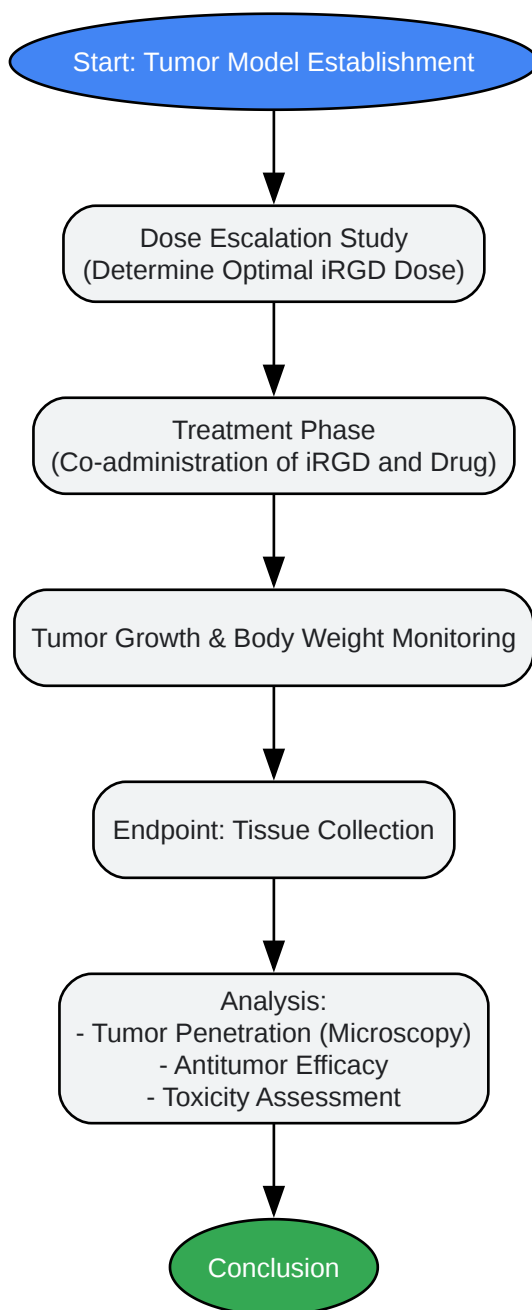 Start: Tumor Model Establishment
Dose Escalation Study
(Determine Optimal iRGD Dose)
Treatment Phase
(Co-administration of iRGD and Drug)
Tumor Growth & Body Weight Monitoring
Endpoint: Tissue Collection
Analysis:
- Tumor Penetration (Microscopy)
- Antitumor Efficacy
- Toxicity Assessment
Conclusion